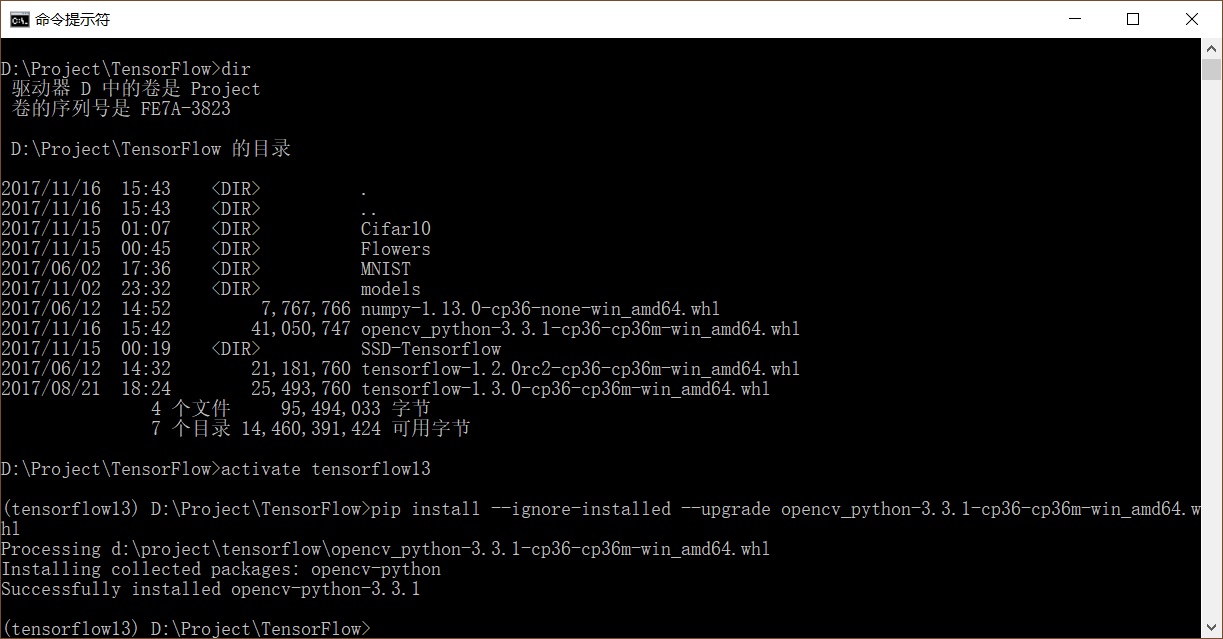 命令提示符
D:\Project\TensorFlow>dir
驱动器 D 中的卷是 Project
卷的序列号是 FE7A-3823
D:\Project\TensorFlow 的目录
2017/11/16  15:43    <DIR>          .
2017/11/16  15:43    <DIR>          ..
2017/11/15  01:07    <DIR>          Cifar10
2017/11/15  00:45    <DIR>          Flowers
2017/06/02  17:36    <DIR>          MNIST
2017/11/02  23:32    <DIR>          models
2017/06/12  14:52         7,767,766 numpy-1.13.0-cp36-none-win_amd64.whl
2017/11/16  15:42        41,050,747 opencv_python-3.3.1-cp36-cp36m-win_amd64.whl
2017/11/15  00:19    <DIR>          SSD-Tensorflow
2017/06/12  14:32        21,181,760 tensorflow-1.2.0rc2-cp36-cp36m-win_amd64.whl
2017/08/21  18:24        25,493,760 tensorflow-1.3.0-cp36-cp36m-win_amd64.whl
4 个文件     95,494,033 字节
7 个目录 14,460,391,424 可用字节
D:\Project\TensorFlow>activate tensorflow13
(tensorflow13) D:\Project\TensorFlow>pip install --ignore-installed --upgrade opencv_python-3.3.1-cp36-cp36m-win_amd64.w
hl
Processing d:\project\tensorflow\opencv_python-3.3.1-cp36-cp36m-win_amd64.whl
Installing collected packages: opencv-python
Successfully installed opencv-python-3.3.1
(tensorflow13) D:\Project\TensorFlow>